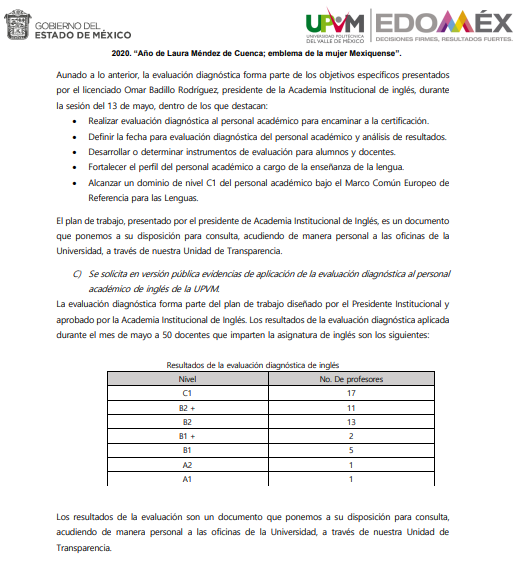 GOBIERNO DEL
ESTADO DE MÉXICO
UPVM
UNIVERSIDAD POLITÉCNICA
DEL VALLE DE MÉXICO
EDOMÉX
DECISIONES FIRMES, RESULTADOS FUERTES.
2020. “Año de Laura Méndez de Cuenca; emblema de la mujer Mexiquense”.
Aunado a lo anterior, la evaluación diagnóstica forma parte de los objetivos específicos presentados
por el licenciado Omar Badillo Rodríguez, presidente de la Academia Institucional de inglés, durante
la sesión del 13 de mayo, dentro de los que destacan:
• Realizar evaluación diagnóstica al personal académico para encaminar a la certificación.
• Definir la fecha para evaluación diagnóstica del personal académico y análisis de resultados.
• Desarrollar o determinar instrumentos de evaluación para alumnos y docentes.
• Fortalecer el perfil del personal académico a cargo de la enseñanza de la lengua.
• Alcanzar un dominio de nivel C1 del personal académico bajo el Marco Común Europeo de
Referencia para las Lenguas.
El plan de trabajo, presentado por el presidente de Academia Institucional de Inglés, es un documento
que ponemos a su disposición para consulta, acudiendo de manera personal a las oficinas de la
Universidad, a través de nuestra Unidad de Transparencia.
C) Se solicita en versión pública evidencias de aplicación de la evaluación diagnóstica al personal
académico de inglés de la UPVM.
La evaluación diagnóstica forma parte del plan de trabajo diseñado por el Presidente Institucional y
aprobado por la Academia Institucional de Inglés. Los resultados de la evaluación diagnóstica aplicada
durante el mes de mayo a 50 docentes que imparten la asignatura de inglés son los siguientes:
Resultados de la evaluación diagnóstica de inglés
Nivel No. De profesores
C1 17
B2 + 11
B2 13
B1 + 2
B1 5
A2 1
A1 1
Los resultados de la evaluación son un documento que ponemos a su disposición para consulta,
acudiendo de manera personal a las oficinas de la Universidad, a través de nuestra Unidad de
Transparencia.